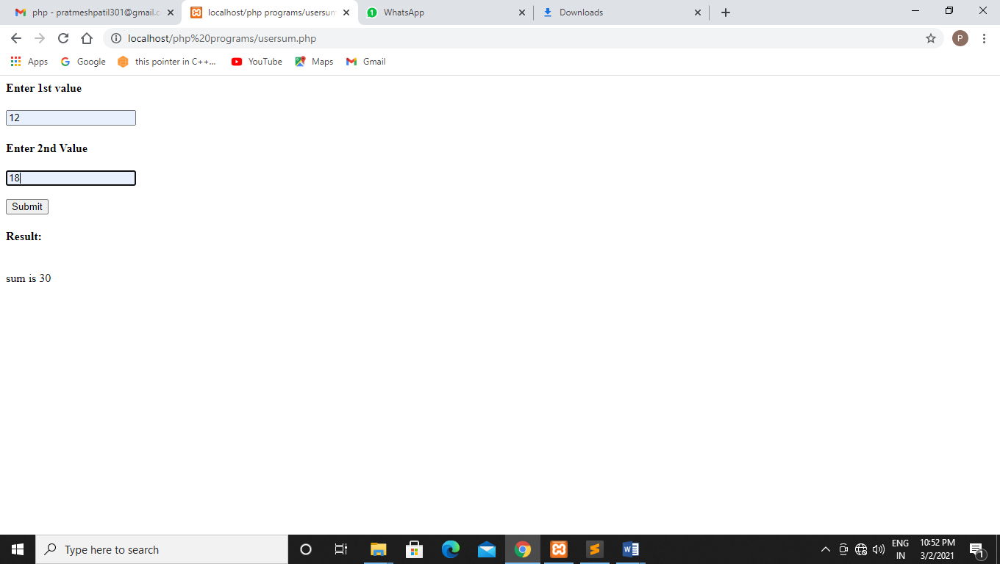 php - pratmeshpatil301@gmail.c
localhost/php programs/usersum
1
WhatsApp
Downloads
localhost/php%20programs/usersum.php
P
Apps
Google
this pointer in C++...
YouTube
Maps
Gmail
Enter 1st value
12
Enter 2nd Value
18
Submit
Result:
sum is 30
Type here to search
ENG
IN
10:52 PM
3/2/2021
1